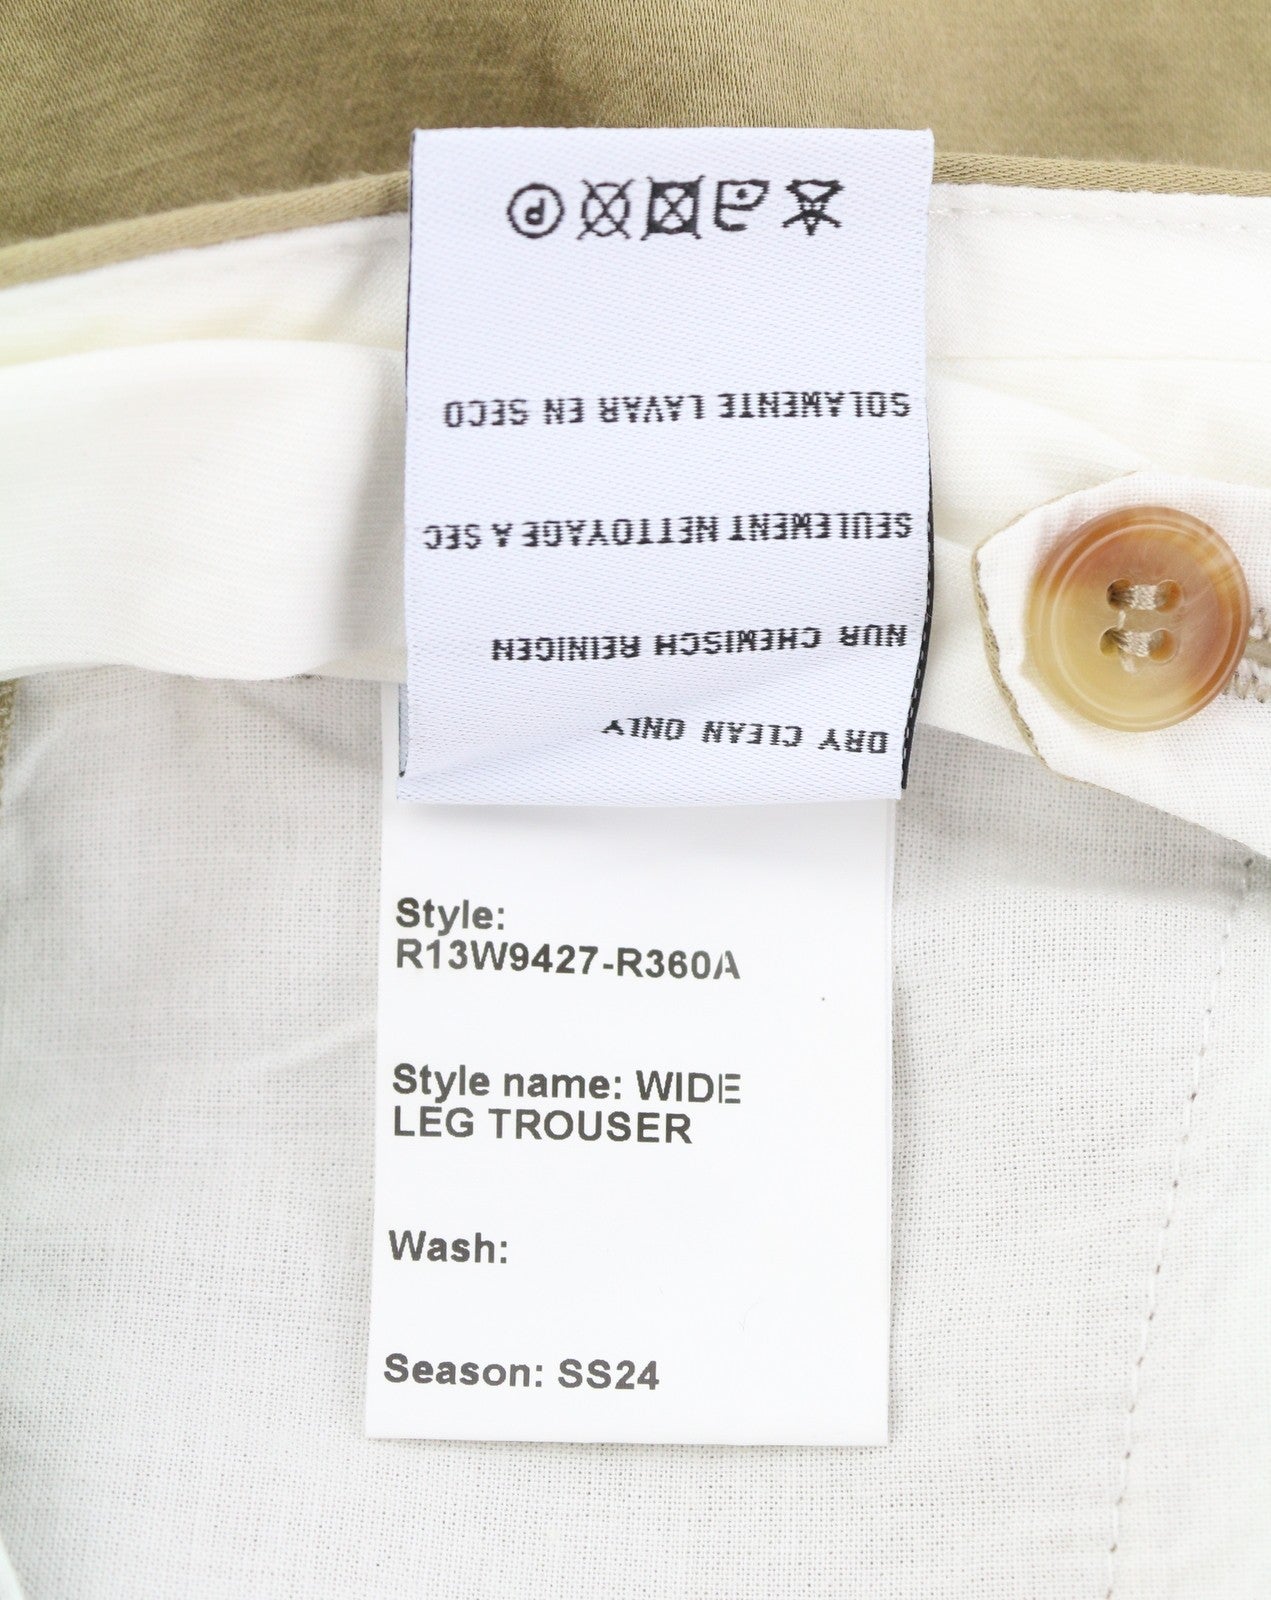 DRY CLEAN ONLY
NUR CHEMISCH REINIGEN
SEULEMENT NETTOYAGE A SEC
SOLAMENTE LAVAR EN SECO
P
Style:
R13W9427-R360A
Style name: WIDE
LEG TROUSER
Wash:
Season: SS24